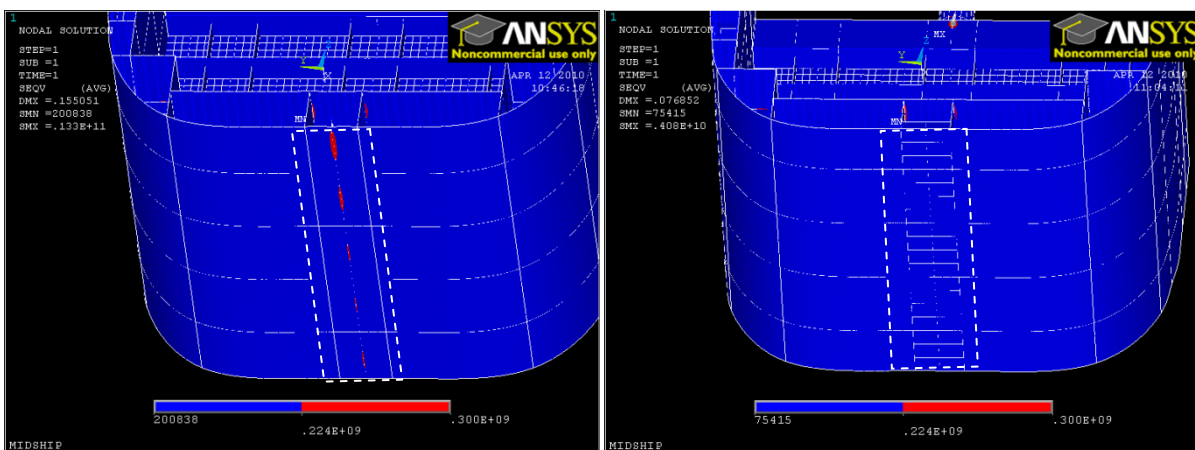 1
NODAL SOLUTION
STEP=1
SUB =1
TIME=1
SEQV (AVG)
DMX =.155051
SMN =200838
SMX =.133E+11
ANSYS
Noncommercial use only
APR 12 2010
10:46:18
Y
Z
X
MN
200838
.224E+09
.300E+09
MIDSHIP
1
NODAL SOLUTION
STEP=1
SUB =1
TIME=1
SEQV (AVG)
DMX =.076852
SMN =75415
SMX =.408E+10
ANSYS
Noncommercial use only
APR 12 2010
MX
Y
Z
X
MN
75415
.224E+09
.300E+09
MIDSHIP